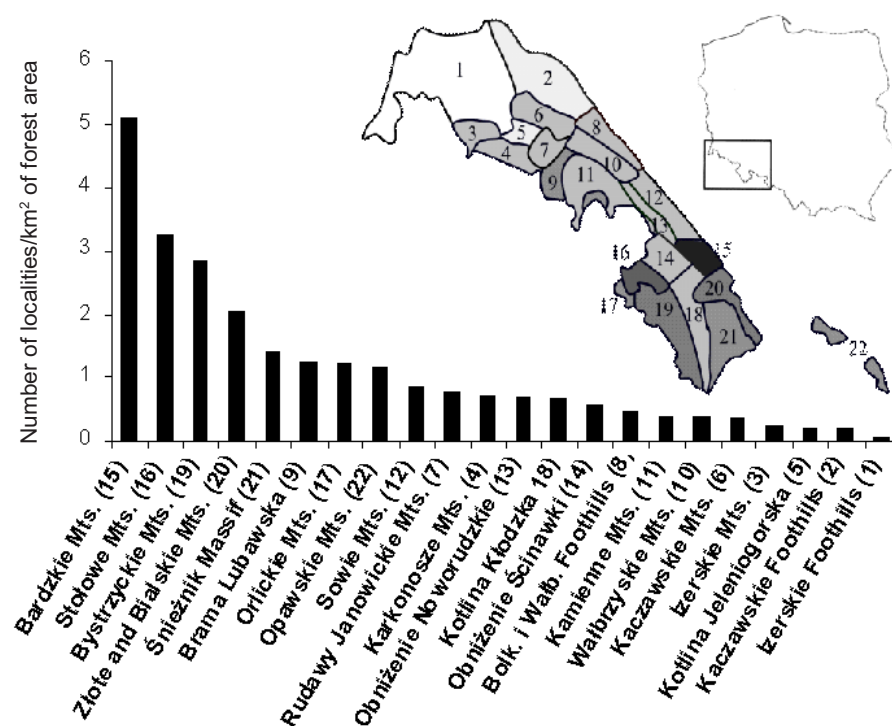 Number of localities/km² of forest area
6
5
4
3
2
1
0
1
2
3
4
5
6
7
8
9
10
11
12
13
14
15
16
17
18
19
20
21
22
Bardzkie Mts. (15)
Stołowe Mts. (16)
Bystrzyckie Mts. (19)
Złote and Bialskie Mts. (20)
Śnieżnik Massif (21)
Brama Lubawska (9)
Orlickie Mts. (17)
Opawskie Mts. (22)
Sowie Mts. (12)
Rudawy Janowickie Mts. (7)
Karkonosze Mts. (4)
Obniżenie Noworudzkie (13)
Kotlina Kłodzka 18)
Obniżenie Ścinawki (14)
Bolk. i Wałb. Foothills (8,
Kamienne Mts. (11)
Wałbrzyskie Mts. (10)
Kaczawskie Mts. (6)
Izerskie Mts. (3)
Kotlina Jeleniogorska (5)
Kaczawskie Foothills (2)
Izerskie Foothills (1)